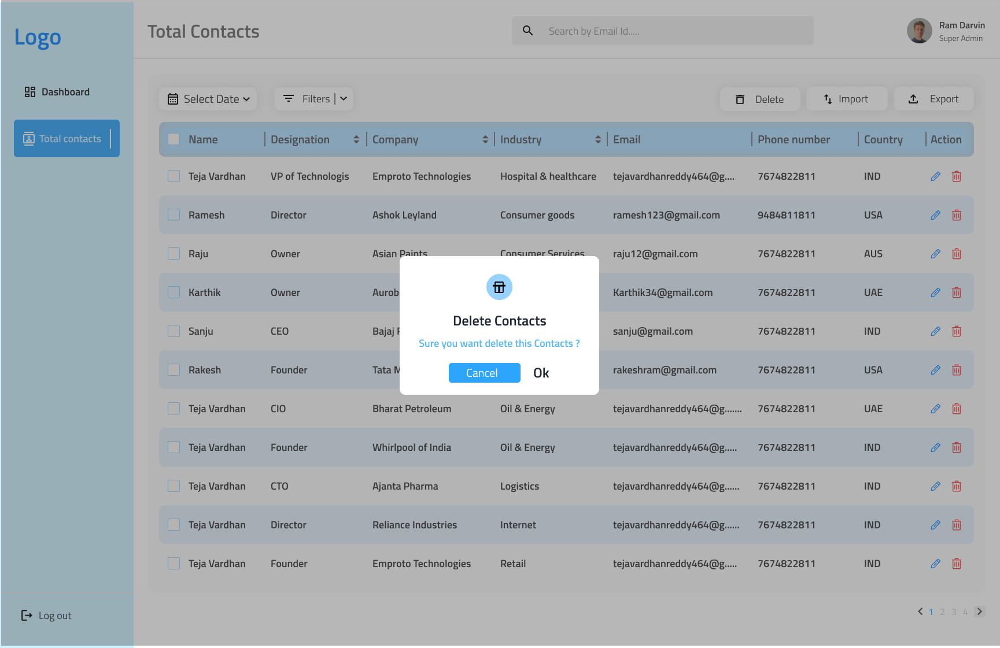 Logo
Dashboard
Total contacts
Log out
Total Contacts
Search by Email Id.....
Ram Darvin
Super Admin
Select Date
Filters
Delete
Import
Export
Name Designation Company Industry Email Phone number Country Action
Teja Vardhan VP of Technologis Emproto Technologies Hospital & healthcare tejavardhanreddy464@g.... 7674822811 IND
Ramesh Director Ashok Leyland Consumer goods ramesh123@gmail.com 9484811811 USA
Raju Owner Asian Paints Consumer Services raju12@gmail.com 7674822811 AUS
Karthik Owner Aurob Karthik34@gmail.com 7674822811 UAE
Sanju CEO Bajaj sanju@gmail.com 7674822811 IND
Rakesh Founder Tata rakeshram@gmail.com 7674822811 USA
Teja Vardhan CIO Bharat Petroleum Oil & Energy tejavardhanreddy464@g....... 7674822811 UAE
Teja Vardhan Founder Whirlpool of India Oil & Energy tejavardhanreddy464@g..... 7674822811 IND
Teja Vardhan CTO Ajanta Pharma Logistics tejavardhanreddy464@g...... 7674822811 IND
Teja Vardhan Director Reliance Industries Internet tejavardhanreddy464@g...... 7674822811 IND
Teja Vardhan Founder Emproto Technologies Retail tejavardhanreddy464@g..... 7674822811 IND
Delete Contacts
Sure you want delete this Contacts ?
Cancel Ok
1 2 3 4